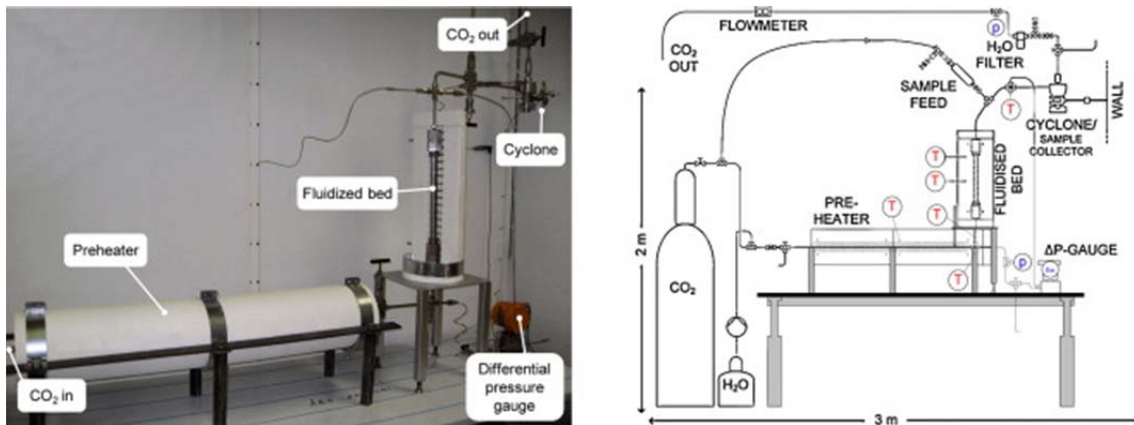 CO₂ out
Cyclone
Fluidized bed
Preheater
CO₂ in
Differential
pressure
gauge
FLOWMETER
CO₂
OUT
p
H₂O
FILTER
SAMPLE
FEED
T
CYCLONE/
SAMPLE
COLLECTOR
WALL
T
T
FLUIDISED
BED
T
PRE-
HEATER
T
T
p
ΔP-GAUGE
CO₂
H₂O
2 m
3 m